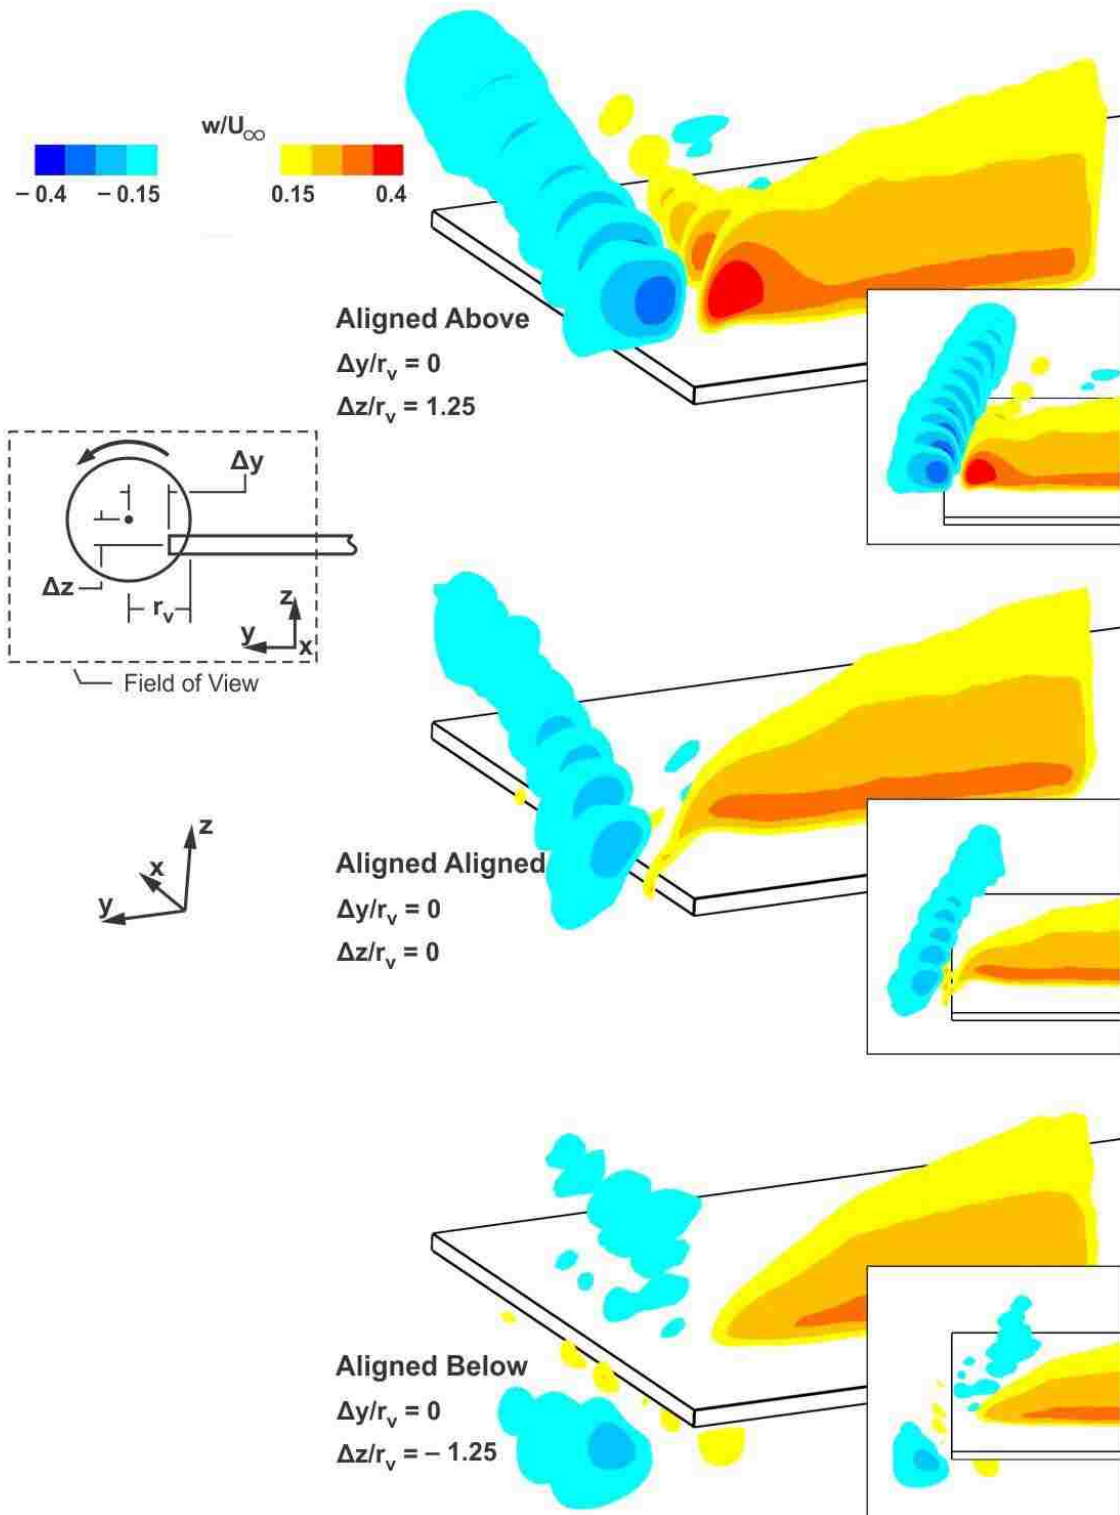 w/U∞
– 0.4 – 0.15 0.15 0.4
Aligned Above
Δy/rv = 0
Δz/rv = 1.25
Δy
Δz
rv
z
y
x
Field of View
z
x
y
Aligned Aligned
Δy/rv = 0
Δz/rv = 0
Aligned Below
Δy/rv = 0
Δz/rv = – 1.25